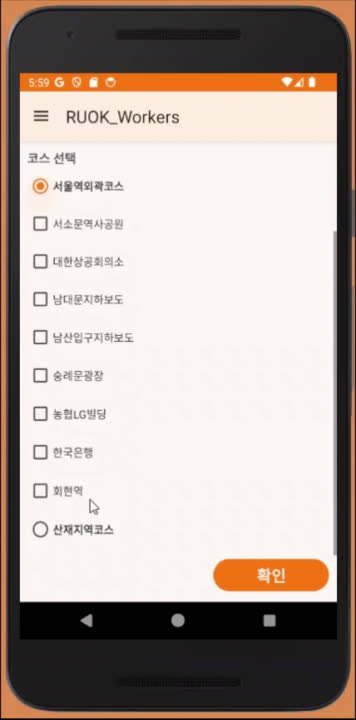 5:59
RUOK_Workers
코스 선택
서울역외곽코스
서소문역사공원
대한상공회의소
남대문지하보도
남산입구지하보도
숭례문광장
농협LG빌딩
한국은행
회현역
산재지역코스
확인